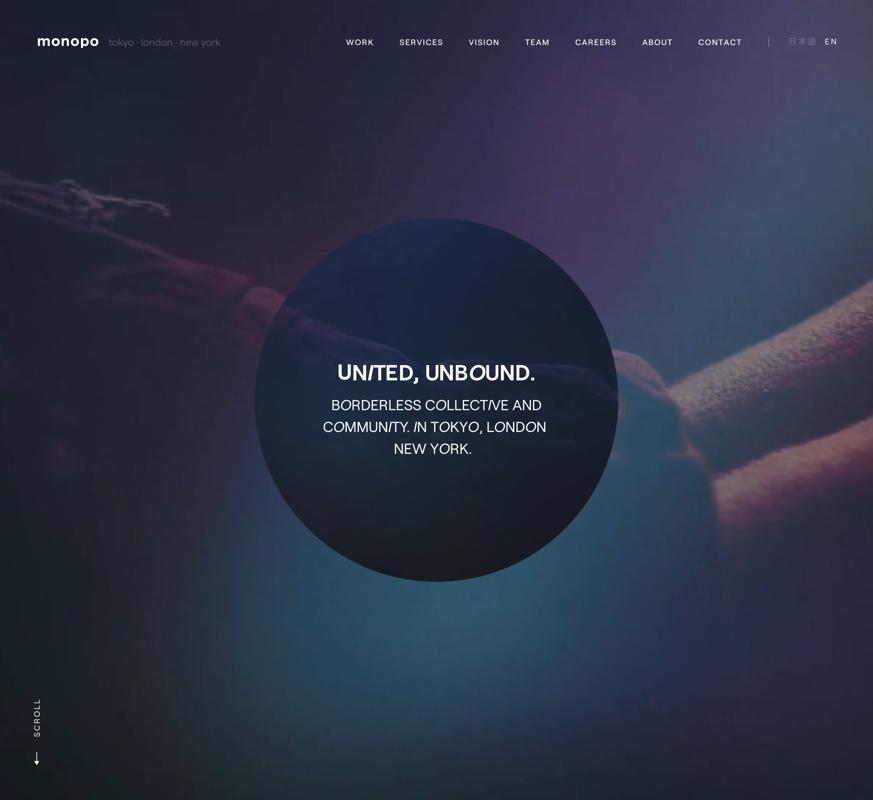 monopo tokyo · london · new york
WORK SERVICES VISION TEAM CAREERS ABOUT CONTACT | 日本語 EN
UNITED, UNBOUND.
BORDERLESS COLLECTIVE AND
COMMUNITY. IN TOKYO, LONDON
NEW YORK.
SCROLL